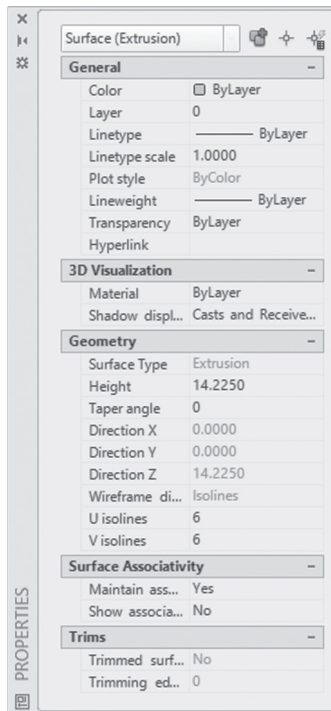 Surface (Extrusion)
General
Color ByLayer
Layer 0
Linetype ByLayer
Linetype scale 1.0000
Plot style ByColor
Lineweight ByLayer
Transparency ByLayer
Hyperlink
3D Visualization
Material ByLayer
Shadow displ... Casts and Receive...
Geometry
Surface Type Extrusion
Height 14.2250
Taper angle 0
Direction X 0.0000
Direction Y 0.0000
Direction Z 14.2250
Wireframe di... Isolines
U isolines 6
V isolines 6
Surface Associativity
Maintain ass... Yes
Show associa... No
Trims
Trimmed surf... No
Trimming ed... 0
PROPERTIES